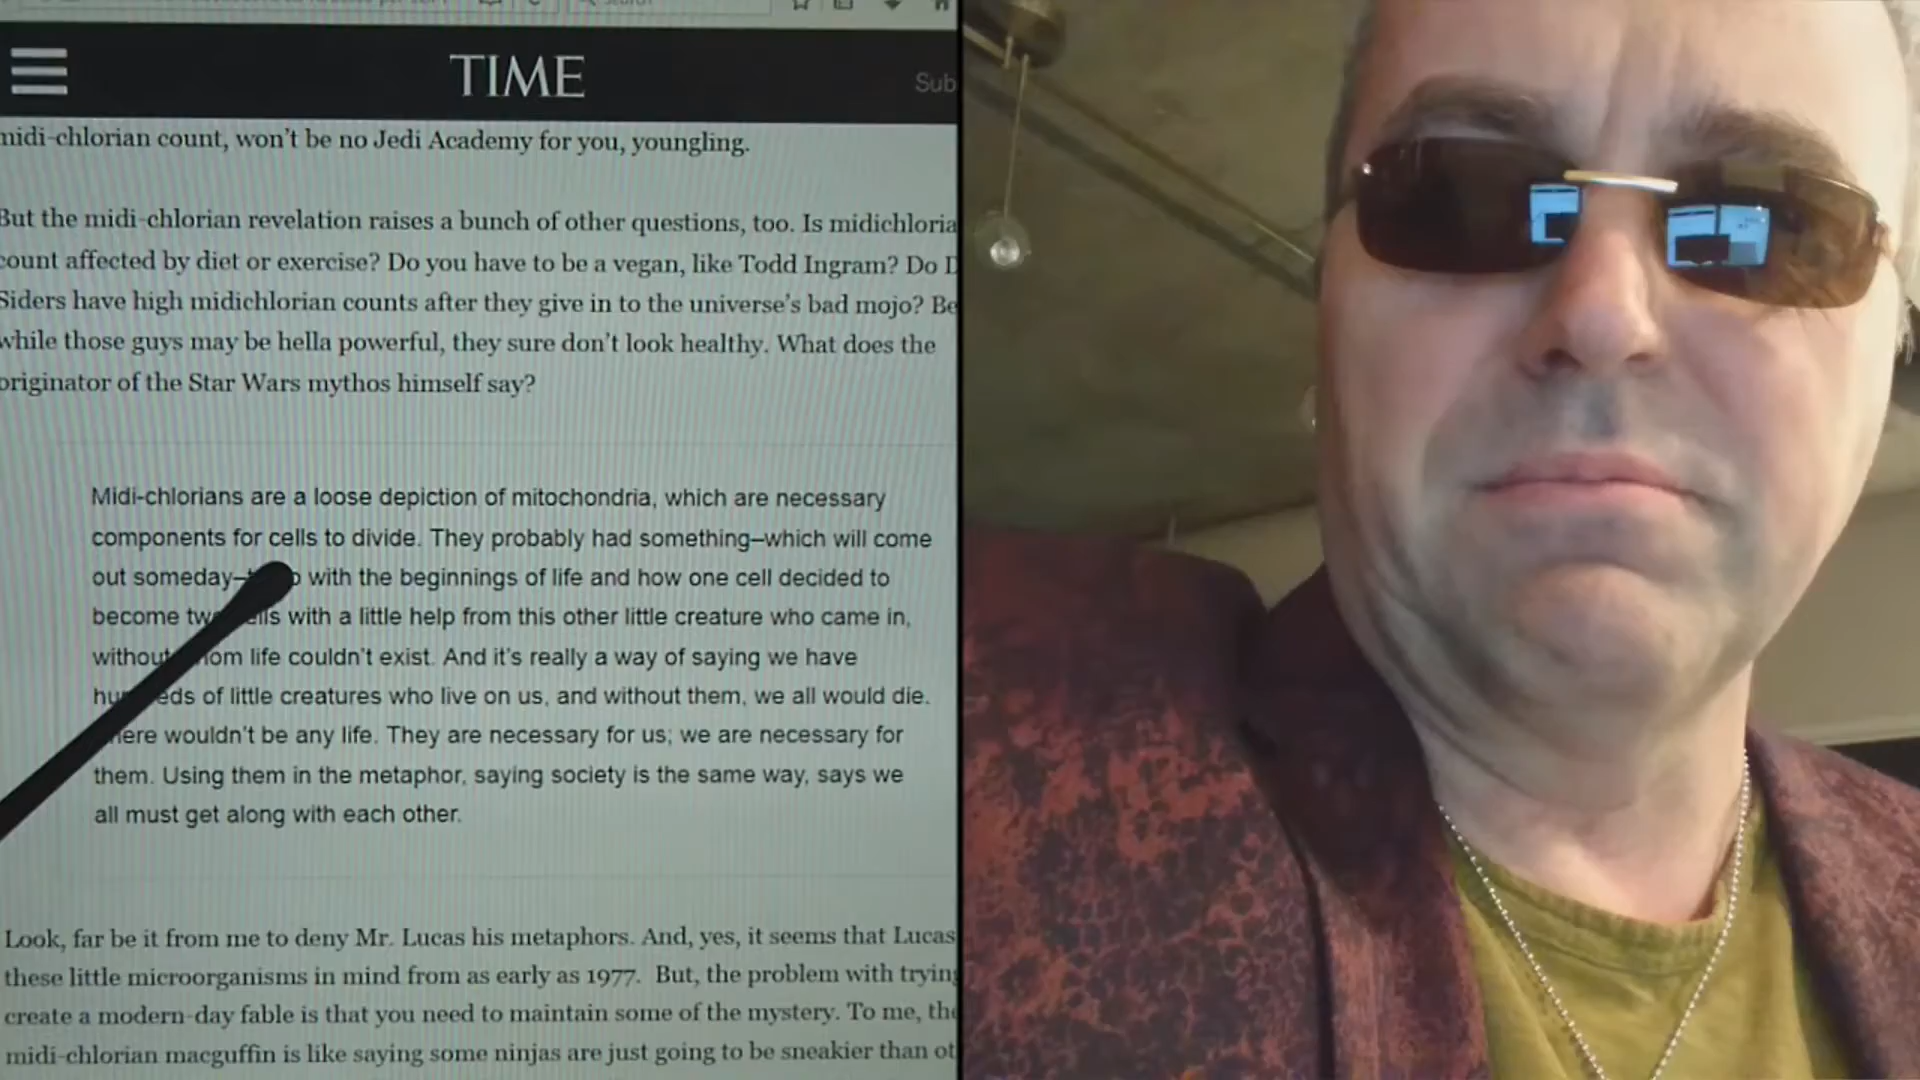 TIME
Sub
midi-chlorian count, won't be no Jedi Academy for you, youngling.
But the midi-chlorian revelation raises a bunch of other questions, too. Is midichloria
count affected by diet or exercise? Do you have to be a vegan, like Todd Ingram? Do D
Siders have high midichlorian counts after they give in to the universe's bad mojo? Be
while those guys may be hella powerful, they sure don't look healthy. What does the
originator of the Star Wars mythos himself say?
Midi-chlorians are a loose depiction of mitochondria, which are necessary
components for cells to divide. They probably had something–which will come
out someday– with the beginnings of life and how one cell decided to
become with a little help from this other little creature who came in,
without life couldn't exist. And it's really a way of saying we have
of little creatures who live on us, and without them, we all would die.
There wouldn't be any life. They are necessary for us; we are necessary for
them. Using them in the metaphor, saying society is the same way, says we
all must get along with each other.
Look, far be it from me to deny Mr. Lucas his metaphors. And, yes, it seems that Lucas
these little microorganisms in mind from as early as 1977. But, the problem with trying
create a modern-day fable is that you need to maintain some of the mystery. To me, the
midi-chlorian macguffin is like saying some ninjas are just going to be sneakier than ot